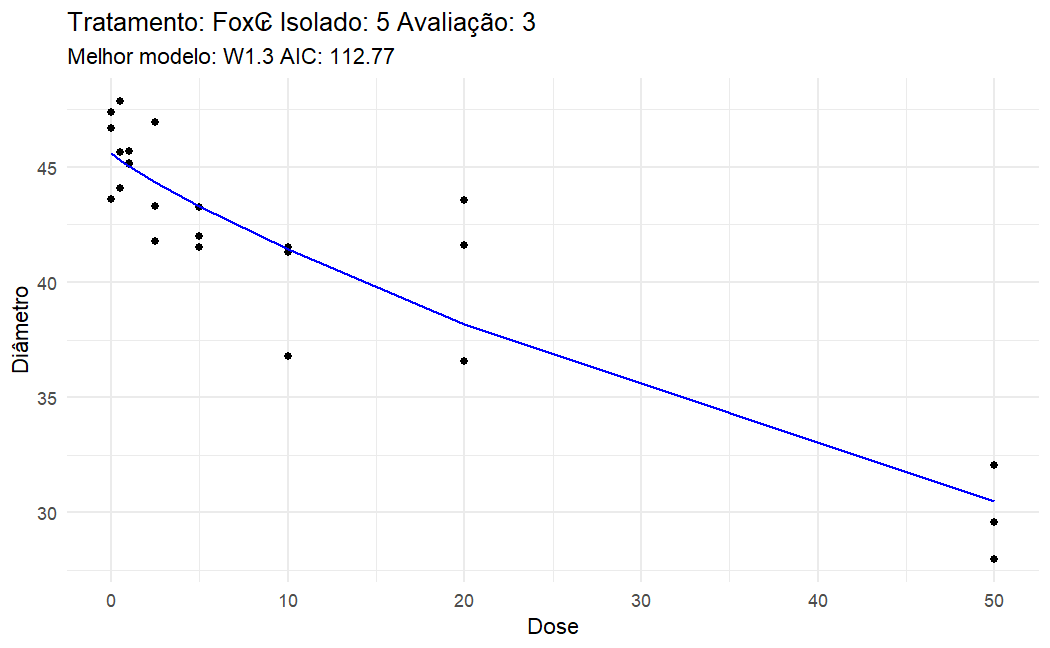 Tratamento: Fox₢ Isolado: 5 Avaliação: 3
Melhor modelo: W1.3 AIC: 112.77
Diâmetro
45
40
35
30
0 10 20 30 40 50
Dose